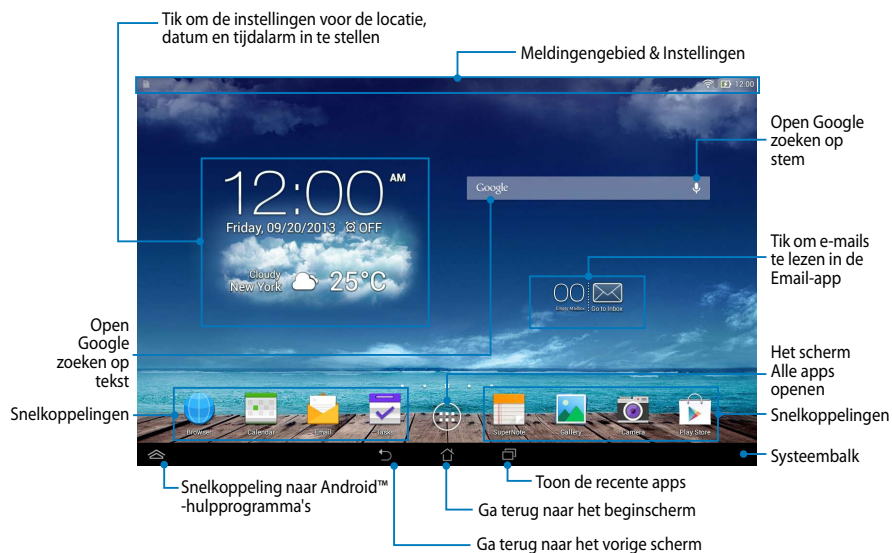 Tik om de instellingen voor de locatie,
datum en tijdalarm in te stellen
Meldingengebied & Instellingen
12:00
Open Google
zoeken op
stem
12:00 AM
Google
Friday, 09/20/2013 OFF
Cloudy
New York 25°C
Tik om e-mails
te lezen in de
Email-app
00
Empty Mailbox Go to Inbox
Open
Google
zoeken op
tekst
Het scherm
Alle apps
openen
Snelkoppelingen
Browser Calendar Email Tasks SuperNote Gallery Camera Play Store
Snelkoppelingen
Systeembalk
Snelkoppeling naar Android™
-hulpprogramma's
Toon de recente apps
Ga terug naar het beginscherm
Ga terug naar het vorige scherm